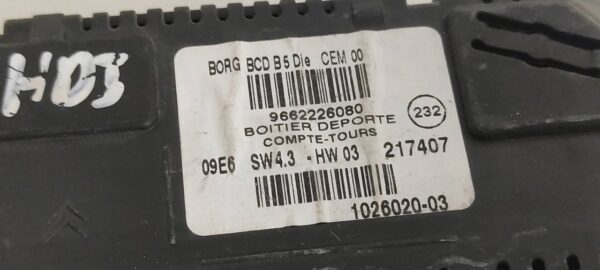 HDJ
BORG BCD B5 Die CEM 00
9662226080
BOITIER DEPORTE
COMPTE-TOURS
232
09E6 SW4.3 - HW 03 217407
1026020-03